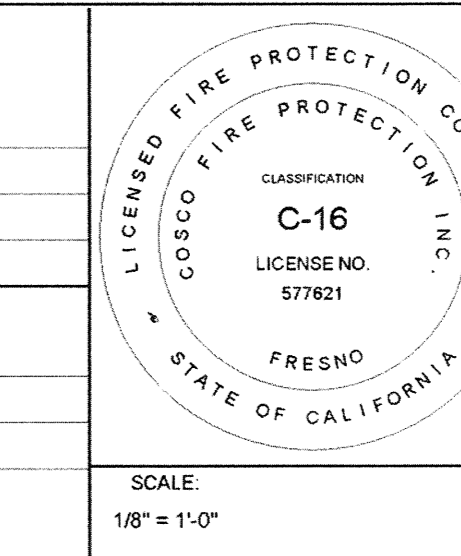 LICENSED FIRE PROTECTION CO
STATE OF CALIFORNIA
COSCO FIRE PROTECTION INC.
FRESNO
CLASSIFICATION
C-16
LICENSE NO.
577621
SCALE:
1/8" = 1'-0"